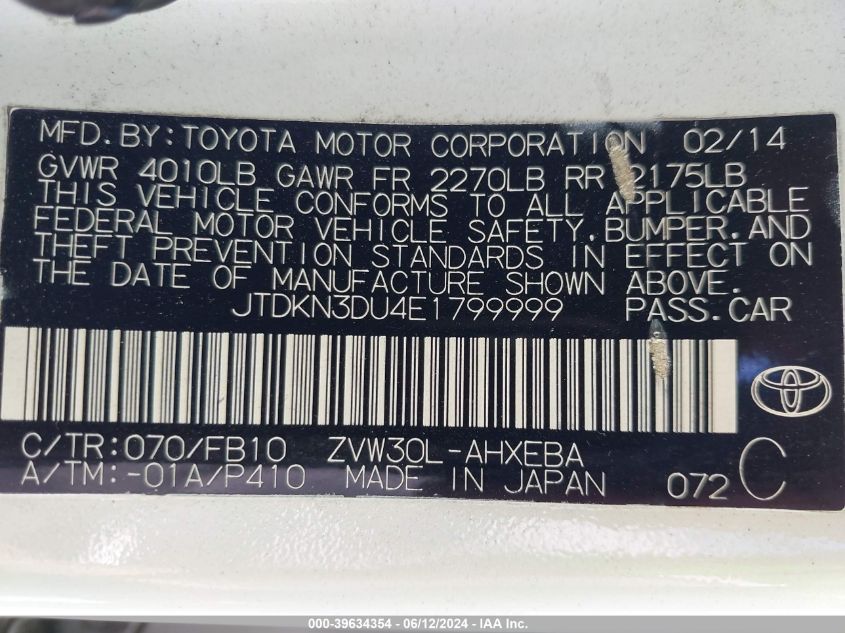 MFD.BY:TOYOTA MOTOR CORPORATION 02/14
GVWR 4010LB GAWR FR 2270LB RR 2175LB
THIS VEHICLE CONFORMS TO ALL APPLICABLE
FEDERAL MOTOR VEHICLE SAFETY,BUMPER,AND
THEFT PREVENTION STANDARDS IN EFFECT ON
THE DATE OF MANUFACTURE SHOWN ABOVE.
JTDKN3DU4E1799999 PASS.CAR
C/TR:070/FB10 ZVW30L-AHXEBA
A/TM:-01A/P410 MADE IN JAPAN 072 C
000-39634354 - 06/12/2024 - IAA Inc.